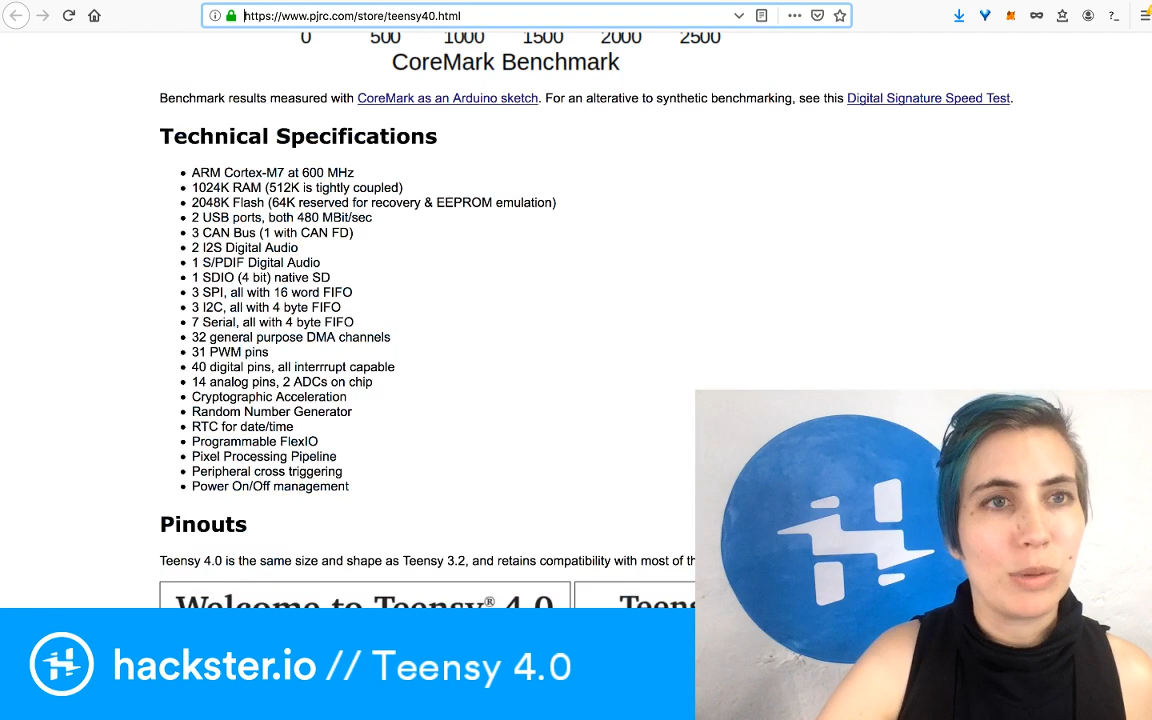 https://www.pjrc.com/store/teensy40.html
0 500 1000 1500 2000 2500
CoreMark Benchmark
Benchmark results measured with CoreMark as an Arduino sketch. For an alterative to synthetic benchmarking, see this Digital Signature Speed Test.
Technical Specifications
ARM Cortex-M7 at 600 MHz
1024K RAM (512K is tightly coupled)
2048K Flash (64K reserved for recovery & EEPROM emulation)
2 USB ports, both 480 MBit/sec
3 CAN Bus (1 with CAN FD)
2 I2S Digital Audio
1 S/PDIF Digital Audio
1 SDIO (4 bit) native SD
3 SPI, all with 16 word FIFO
3 I2C, all with 4 byte FIFO
7 Serial, all with 4 byte FIFO
32 general purpose DMA channels
31 PWM pins
40 digital pins, all interrrupt capable
14 analog pins, 2 ADCs on chip
Cryptographic Acceleration
Random Number Generator
RTC for date/time
Programmable FlexIO
Pixel Processing Pipeline
Peripheral cross triggering
Power On/Off management
Pinouts
Teensy 4.0 is the same size and shape as Teensy 3.2, and retains compatibility with most of
Welcome to Teensy® 4.0
hackster.io // Teensy 4.0